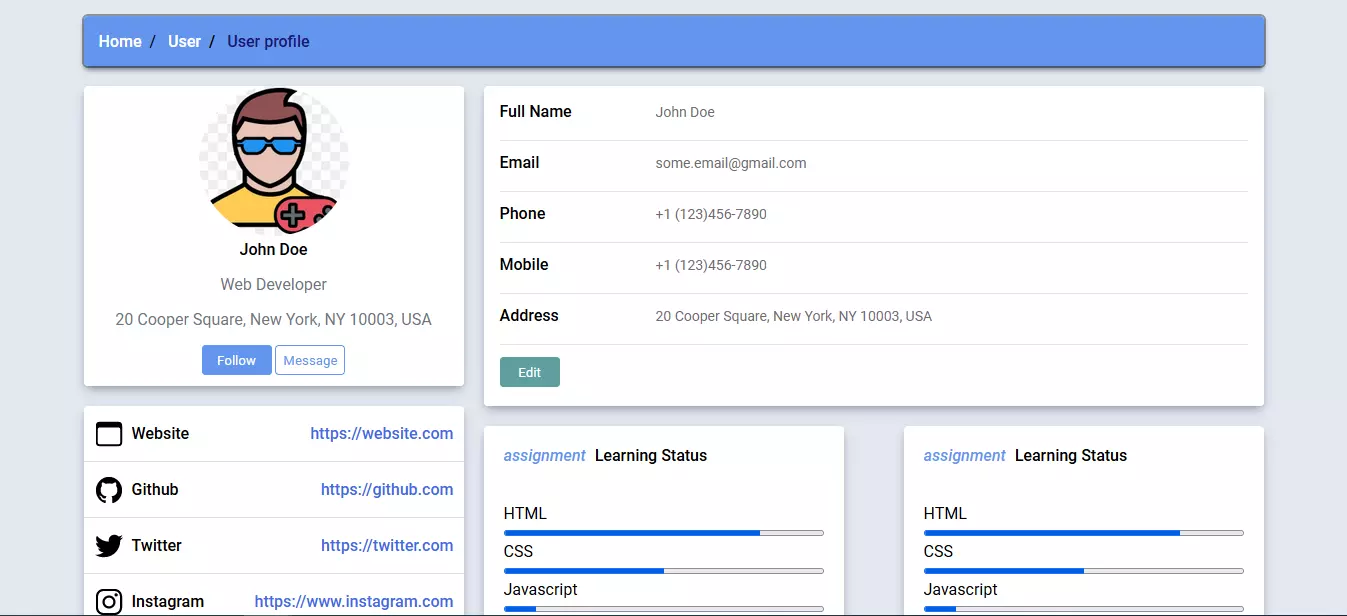 Home / User / User profile
John Doe
Web Developer
20 Cooper Square, New York, NY 10003, USA
Follow Message
Website https://website.com
Github https://github.com
Twitter https://twitter.com
Instagram https://www.instagram.com
Full Name John Doe
Email some.email@gmail.com
Phone +1 (123)456-7890
Mobile +1 (123)456-7890
Address 20 Cooper Square, New York, NY 10003, USA
Edit
assignment Learning Status
HTML
CSS
Javascript
assignment Learning Status
HTML
CSS
Javascript